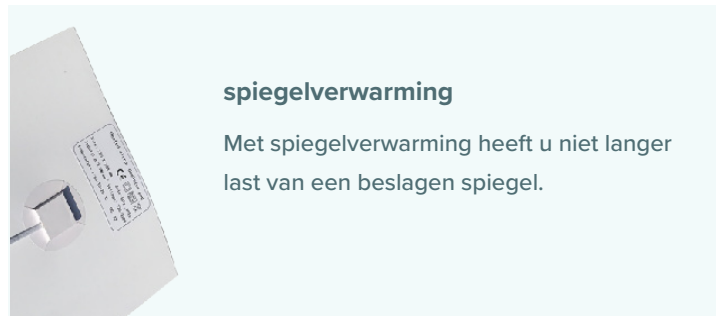 spiegelverwarming
Met spiegelverwarming heeft u niet langer
last van een beslagen spiegel.